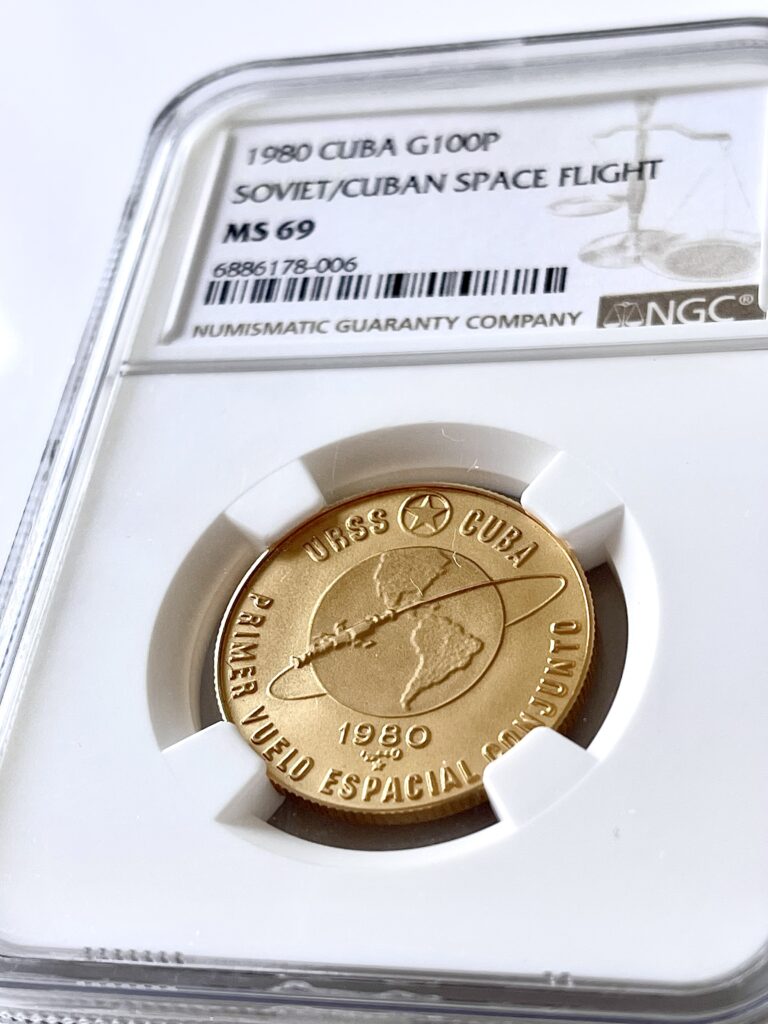 1980 CUBA G100P
SOVIET/CUBAN SPACE FLIGHT
MS 69
6886178-006
NUMISMATIC GUARANTY COMPANY NGC®
URSS CUBA
PRIMER VUELO ESPACIAL CONJUNTO
1980